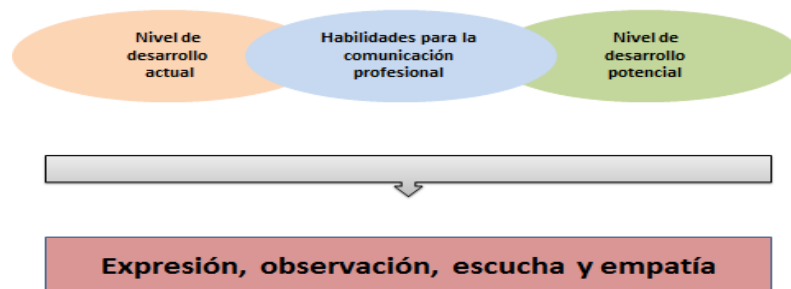 Nivel de
desarrollo
actual
Habilidades para la
comunicación
profesional
Nivel de
desarrollo
potencial
Expresión, observación, escucha y empatía